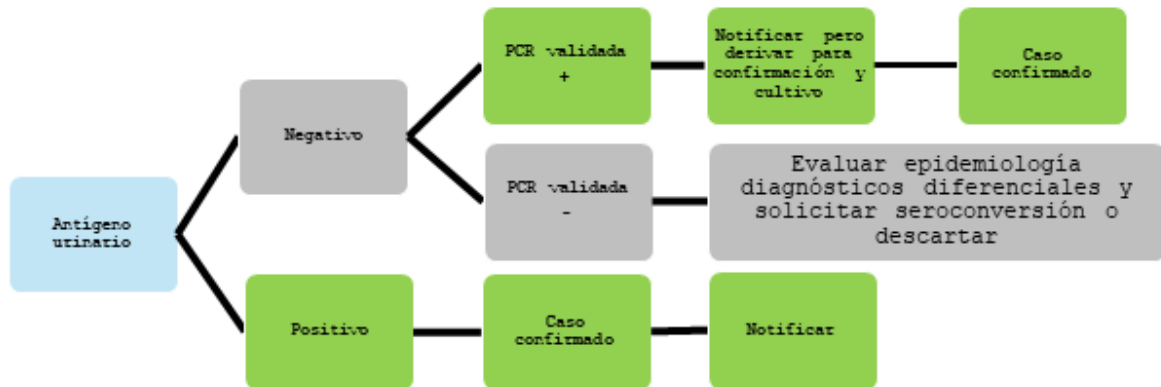 PCR validada
+
Notificar pero
derivar para
confirmación y
cultivo
Caso
confirmado
Negativo
PCR validada
-
Evaluar epidemiología
diagnósticos diferenciales y
solicitar seroconversión o
descartar
Antígeno
urinario
Positivo
Caso
confirmado
Notificar